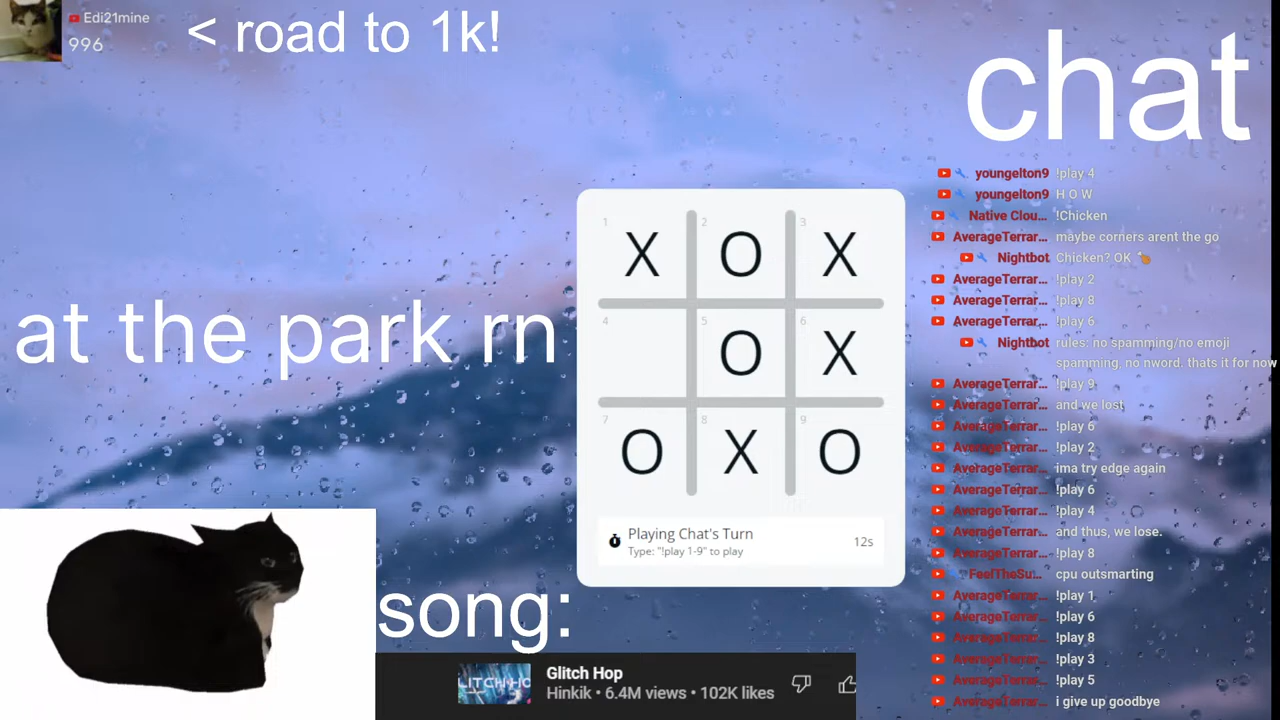 Edi21mine
996
< road to 1k!
chat
at the park rn
1 2 3
X O X
4 5 6
O X
7 8 9
O X O
Playing Chat's Turn
Type: "!play 1-9" to play
12s
song:
LITCH HO
Glitch Hop
Hinkik • 6.4M views • 102K likes
youngelton9 !play 4
youngelton9 H O W
Native Clou... !Chicken
AverageTerrar... maybe corners arent the go
Nightbot Chicken? OK 🍗
AverageTerrar... !play 2
AverageTerrar... !play 8
AverageTerrar... !play 6
Nightbot rules: no spamming/no emoji
spamming. no nword. thats it for now
AverageTerrar... !play 9
AverageTerrar... and we lost
AverageTerrar... !play 6
AverageTerrar... !play 2
AverageTerrar... ima try edge again
AverageTerrar... !play 6
AverageTerrar... !play 4
AverageTerrar... and thus, we lose.
AverageTerrar... !play 8
FeelTheSu... cpu outsmarting
AverageTerrar... !play 1
AverageTerrar... !play 6
AverageTerrar... !play 8
AverageTerrar... !play 3
AverageTerrar... !play 5
AverageTerrar... i give up goodbye